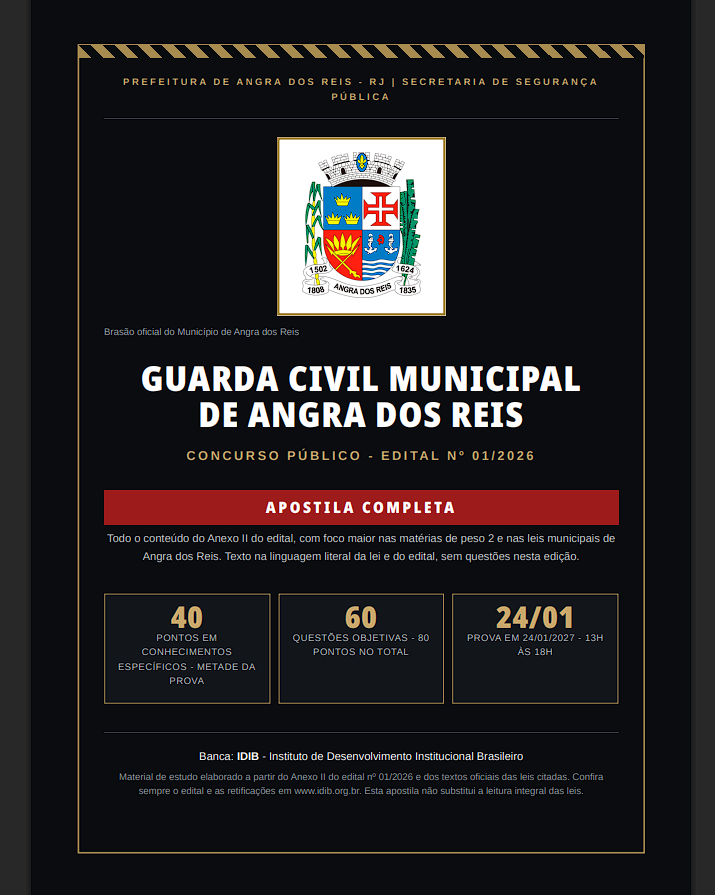 PREFEITURA DE ANGRA DOS REIS - RJ | SECRETARIA DE SEGURANÇA
PÚBLICA
1502
1624
1808
ANGRA DOS REIS
1835
Brasão oficial do Município de Angra dos Reis
GUARDA CIVIL MUNICIPAL
DE ANGRA DOS REIS
CONCURSO PÚBLICO - EDITAL Nº 01/2026
APOSTILA COMPLETA
Todo o conteúdo do Anexo II do edital, com foco maior nas matérias de peso 2 e nas leis municipais de
Angra dos Reis. Texto na linguagem literal da lei e do edital, sem questões nesta edição.
40
PONTOS EM
CONHECIMENTOS
ESPECÍFICOS - METADE DA
PROVA
60
QUESTÕES OBJETIVAS - 80
PONTOS NO TOTAL
24/01
PROVA EM 24/01/2027 - 13H
ÀS 18H
Banca: IDIB - Instituto de Desenvolvimento Institucional Brasileiro
Material de estudo elaborado a partir do Anexo II do edital nº 01/2026 e dos textos oficiais das leis citadas. Confira
sempre o edital e as retificações em www.idib.org.br. Esta apostila não substitui a leitura integral das leis.